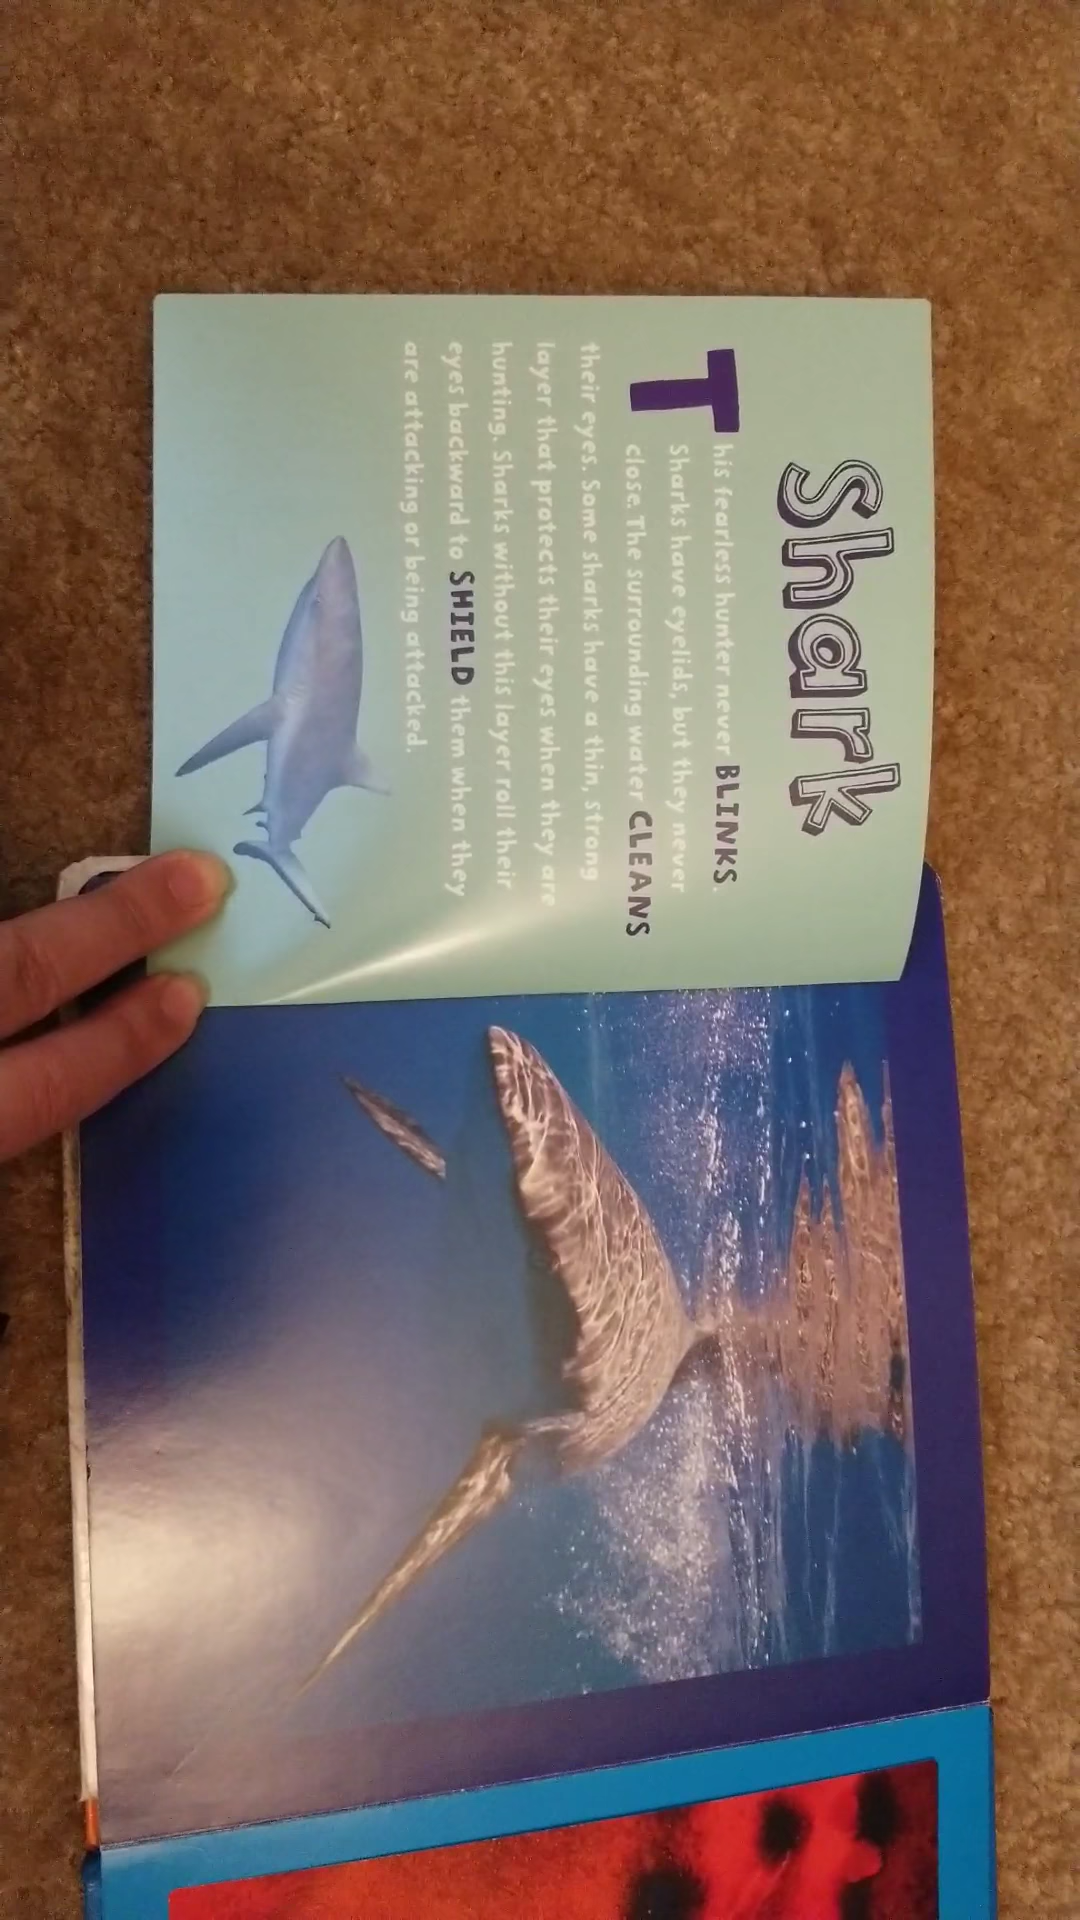 Shark
This fearless hunter never BLINKS.
Sharks have eyelids, but they never
close. The surrounding water CLEANS
their eyes. Some sharks have a thin, strong
layer that protects their eyes when they are
hunting. Sharks without this layer roll their
eyes backward to SHIELD them when they
are attacking or being attacked.